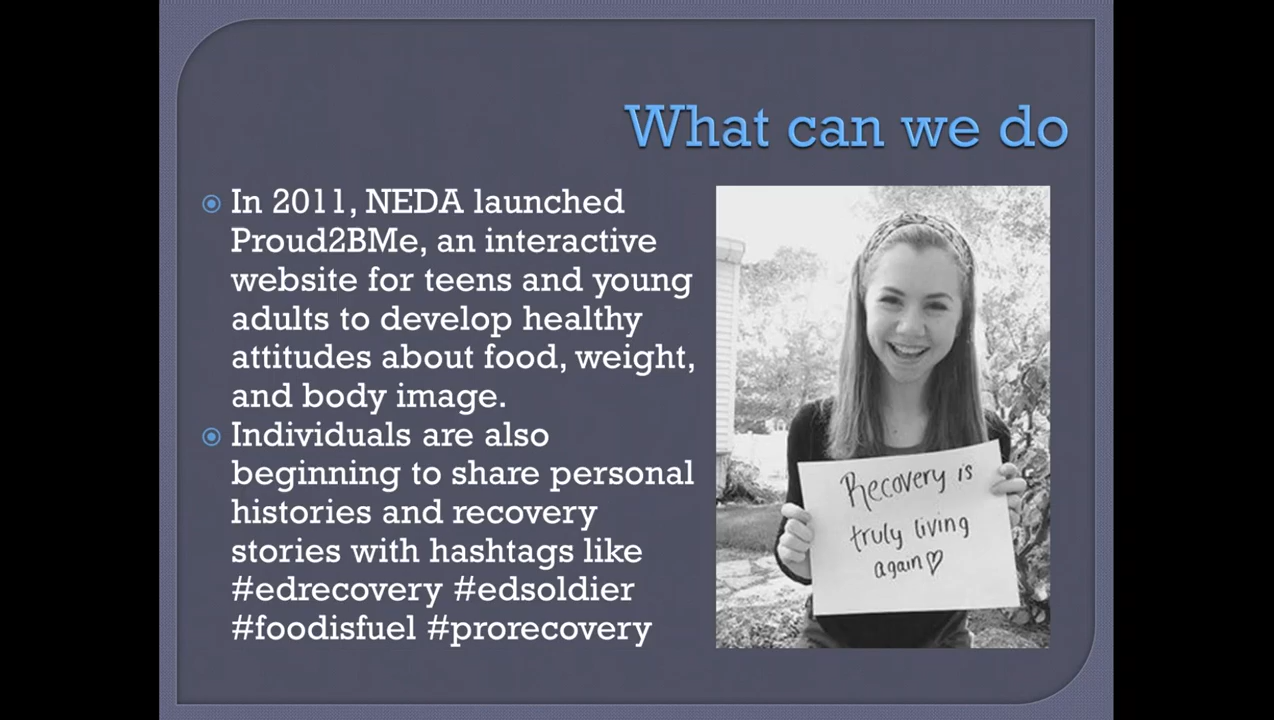 What can we do
In 2011, NEDA launched
Proud2BMe, an interactive
website for teens and young
adults to develop healthy
attitudes about food, weight,
and body image.
Individuals are also
beginning to share personal
histories and recovery
stories with hashtags like
#edrecovery #edsoldier
#foodisfuel #prorecovery
Recovery is
truly living
again♡